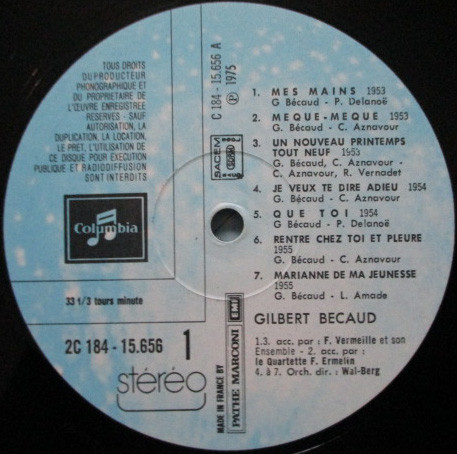 TOUS DROITS
DU PRODUCTEUR
PHONOGRAPHIQUE ET
DU PROPRIETAIRE DE
L'ŒUVRE ENREGISTREE
RESERVES - SAUF
AUTORISATION, LA
DUPLICATION, LA LOCATION,
LE PRET, L'UTILISATION DE
CE DISQUE POUR EXECUTION
PUBLIQUE ET RADIODIFFUSION
SONT INTERDITS
Columbia
33 1/3 tours minute
2C 184 - 15.656
1
stéréo
C 184 - 15.656 A
Ⓟ 1975
SACEM
MADE IN FRANCE BY
PATHE MARCONI EMI
1. MES MAINS 1953
G Bécaud - P. Delanoë
2. MEQUE-MEQUE 1953
G. Bécaud - C. Aznavour
3. UN NOUVEAU PRINTEMPS
TOUT NEUF 1953
G. Bécaud, C. Aznavour -
C. Aznavour, R. Vernadet
4. JE VEUX TE DIRE ADIEU 1954
G. Bécaud - C. Aznavour
5. QUE TOI 1954
G. Bécaud - P. Delanoë
6. RENTRE CHEZ TOI ET PLEURE
1955
G. Bécaud - C. Aznavour
7. MARIANNE DE MA JEUNESSE
1955
G. Bécaud - L. Amade
GILBERT BECAUD
1.3. acc. par : F. Vermeille et son
Ensemble - 2. acc. par :
le Quartette F. Ermelin
4. à 7. Orch. dir. : Wal-Berg